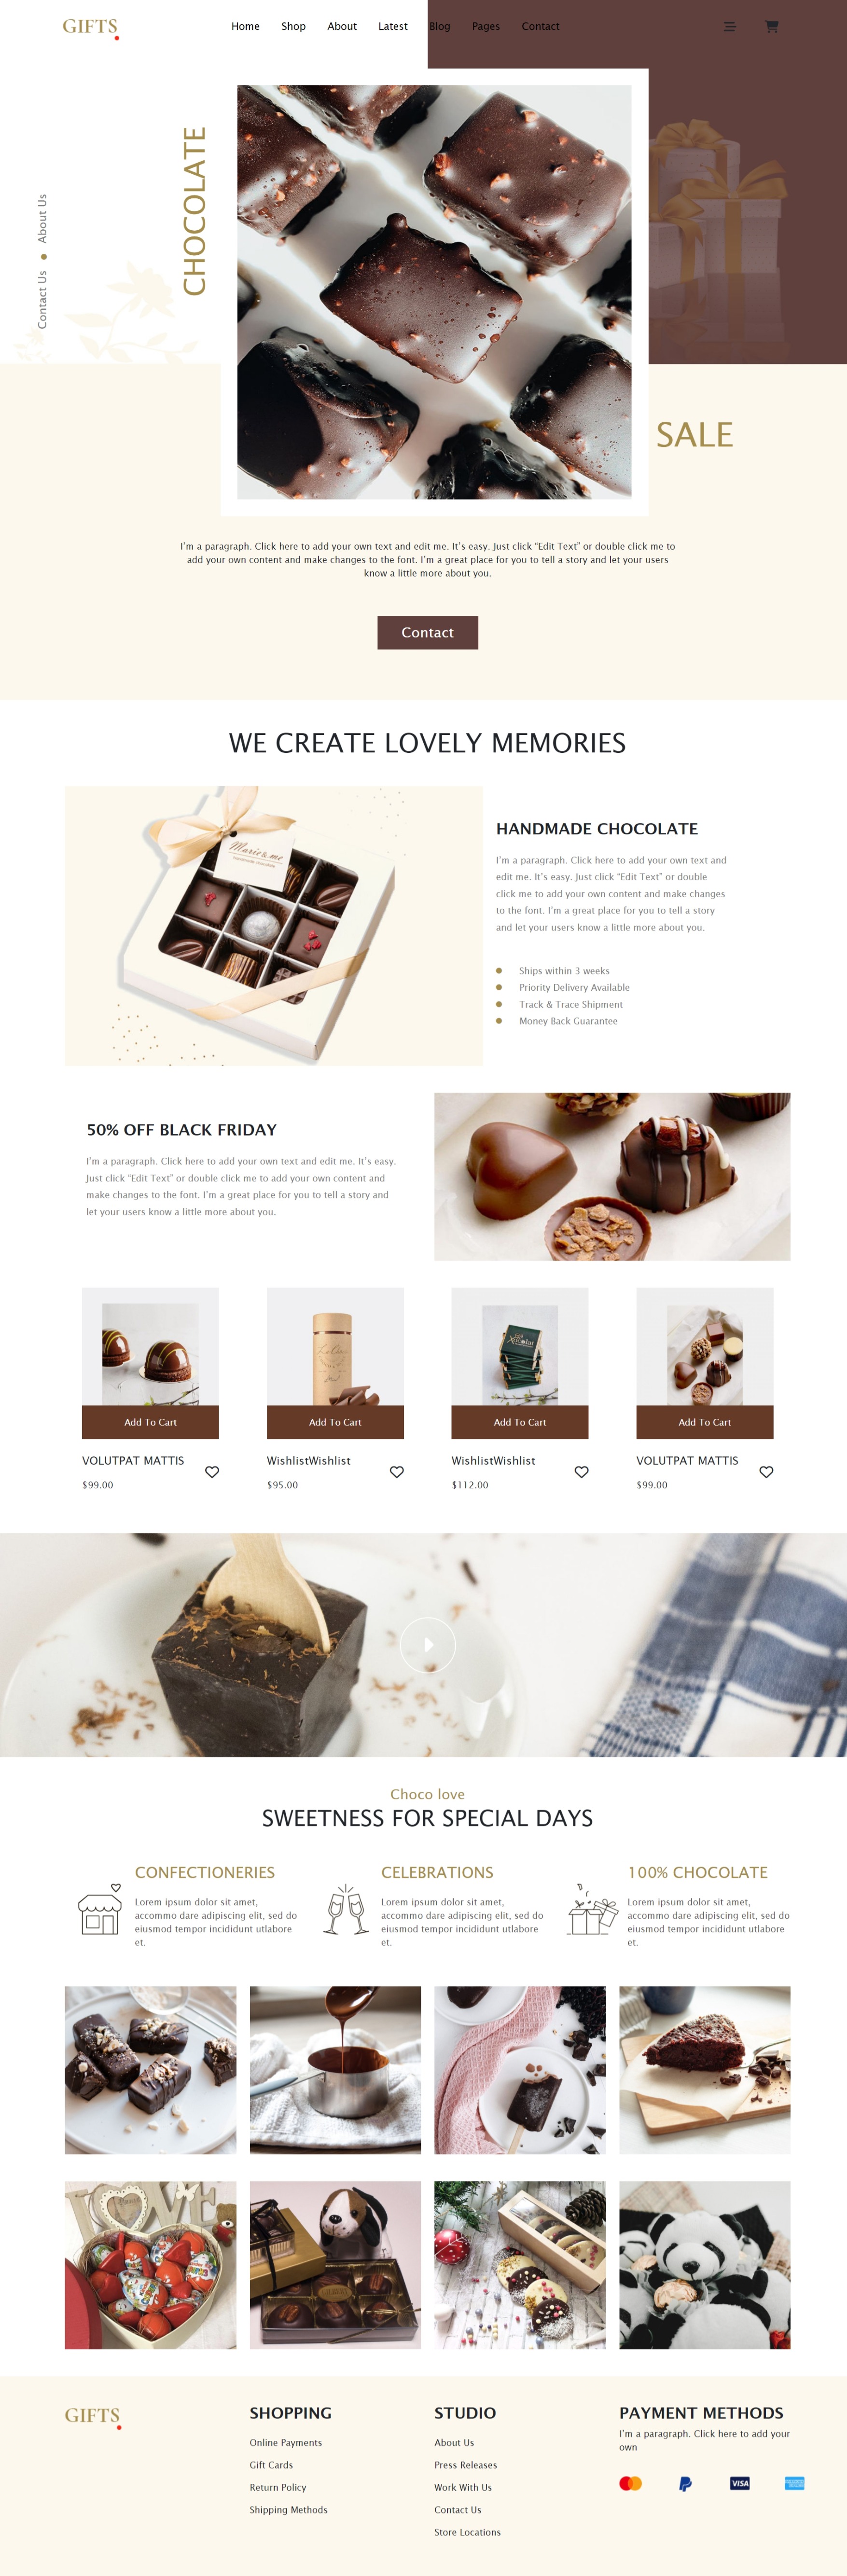 GIFTS
Home Shop About Latest Blog Pages Contact
CHOCOLATE
About Us
Contact Us
SALE
I'm a paragraph. Click here to add your own text and edit me. It's easy. Just click “Edit Text” or double click me to
add your own content and make changes to the font. I'm a great place for you to tell a story and let your users
know a little more about you.
Contact
WE CREATE LOVELY MEMORIES
Marie & me
HANDMADE CHOCOLATE
I'm a paragraph. Click here to add your own text and
edit me. It's easy. Just click “Edit Text” or double
click me to add your own content and make changes
to the font. I'm a great place for you to tell a story
and let your users know a little more about you.
Ships within 3 weeks
Priority Delivery Available
Track & Trace Shipment
Money Back Guarantee
50% OFF BLACK FRIDAY
I'm a paragraph. Click here to add your own text and edit me. It's easy.
Just click “Edit Text” or double click me to add your own content and
make changes to the font. I'm a great place for you to tell a story and
let your users know a little more about you.
Add To Cart Add To Cart Add To Cart Add To Cart
VOLUTPAT MATTIS WishlistWishlist WishlistWishlist VOLUTPAT MATTIS
$99.00 $95.00 $112.00 $99.00
Choco love
SWEETNESS FOR SPECIAL DAYS
CONFECTIONERIES
Lorem ipsum dolor sit amet,
accommo dare adipiscing elit, sed do
eiusmod tempor incididunt utlabore
et.
CELEBRATIONS
Lorem ipsum dolor sit amet,
accommo dare adipiscing elit, sed do
eiusmod tempor incididunt utlabore
et.
100% CHOCOLATE
Lorem ipsum dolor sit amet,
accommo dare adipiscing elit, sed do
eiusmod tempor incididunt utlabore
et.
LOVE
GIFTS
SHOPPING
Online Payments
Gift Cards
Return Policy
Shipping Methods
STUDIO
About Us
Press Releases
Work With Us
Contact Us
Store Locations
PAYMENT METHODS
I'm a paragraph. Click here to add your
own
VISA